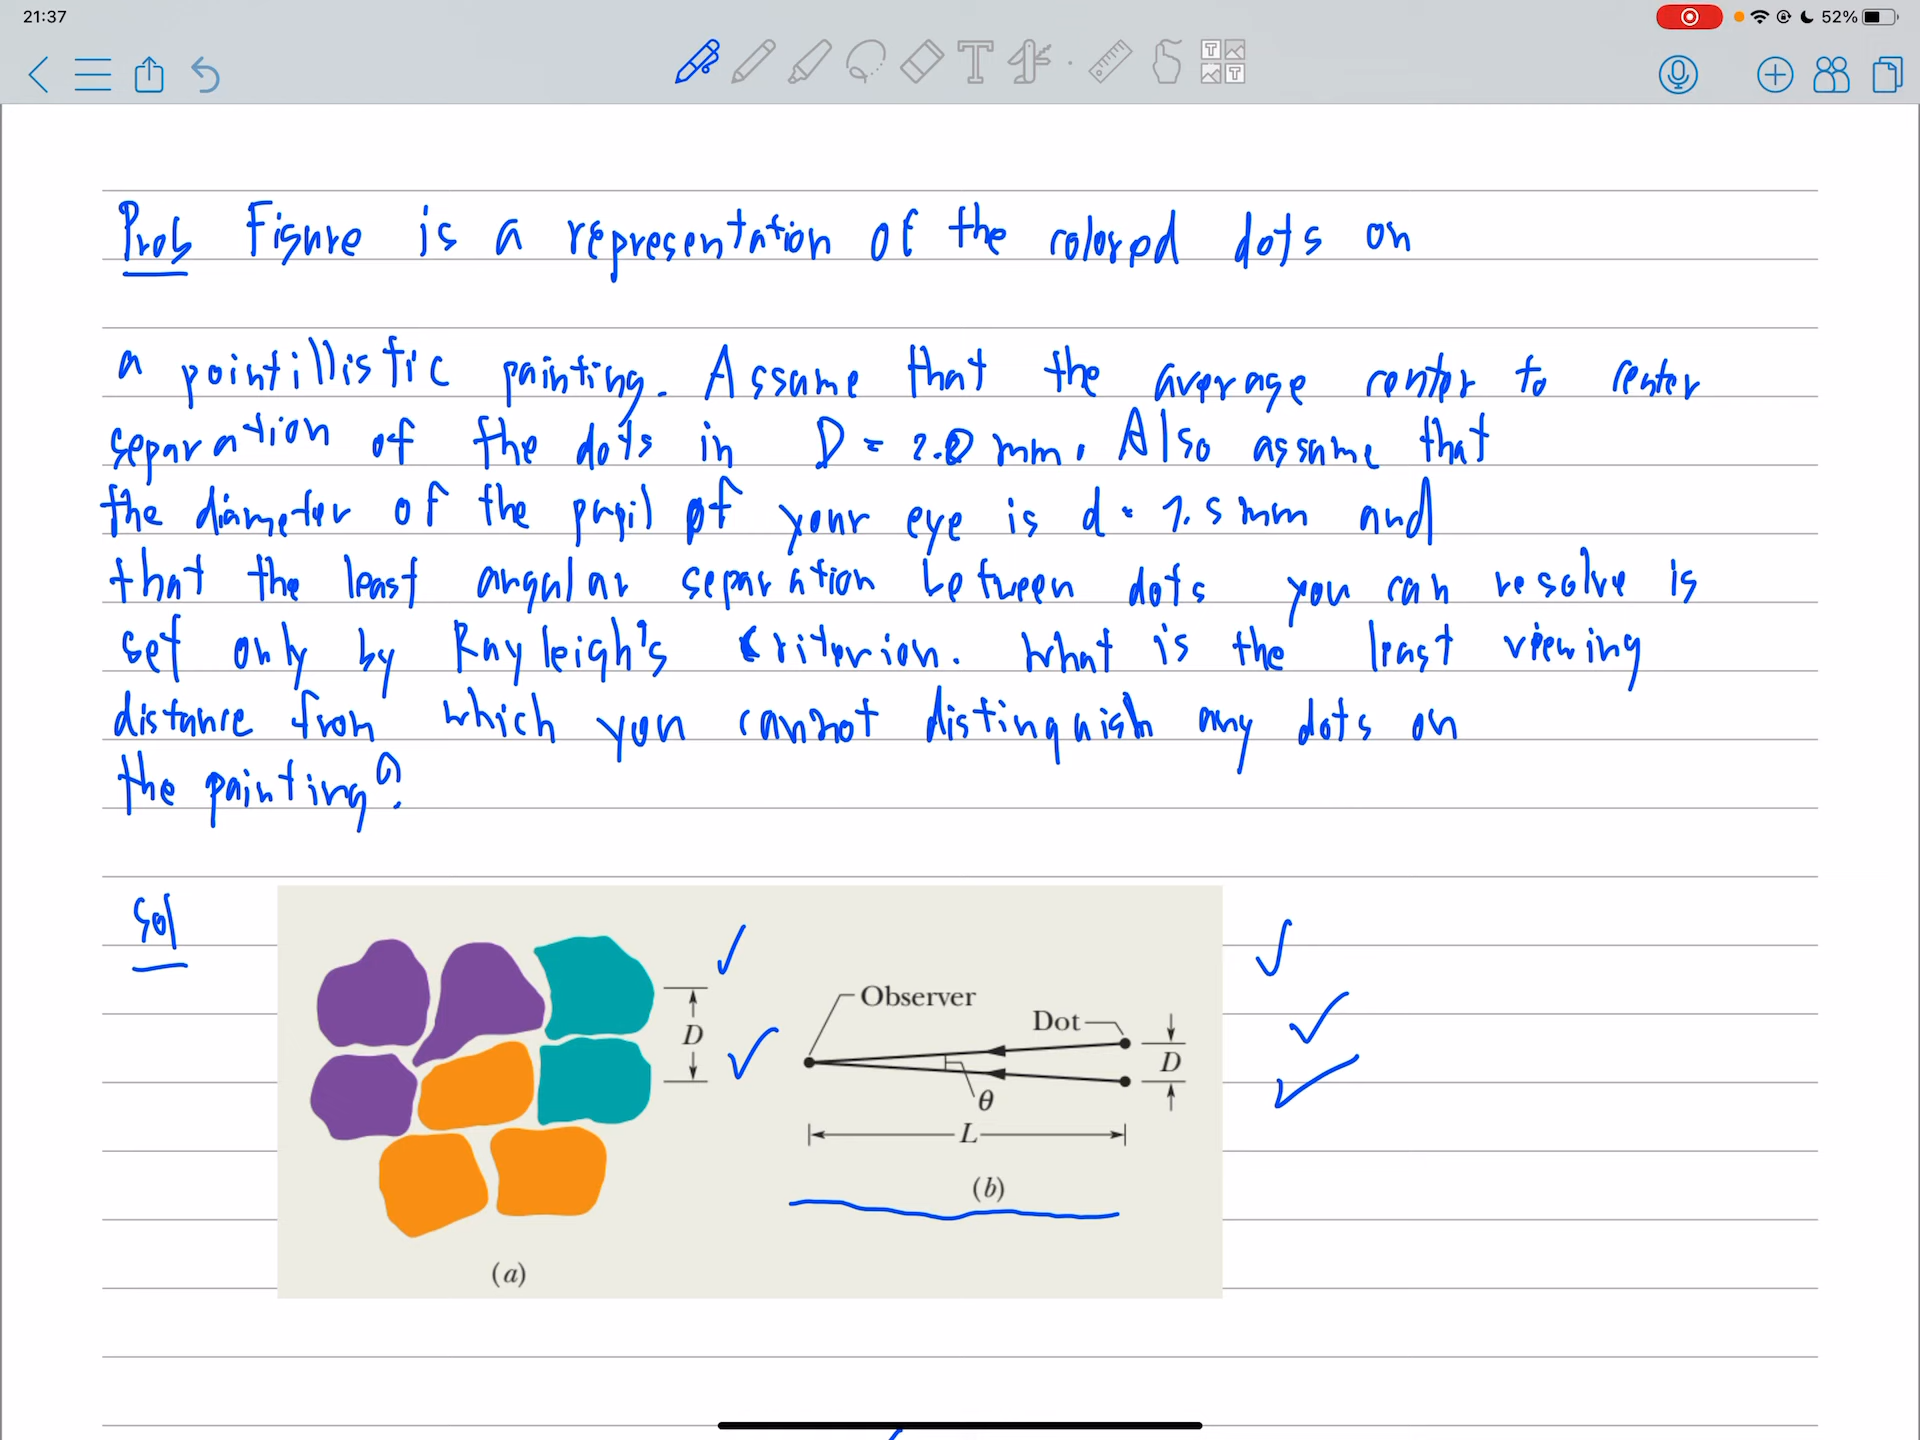 21:37
52%
Prob Figure is a representation of the colored dots on
a pointillistic painting. Assume that the average center to center
separation of the dots in D = 2.0 mm. Also assume that
the diameter of the pupil of your eye is d = 1.5 mm and
that the least angular separation between dots you can resolve is
set only by Rayleigh's Criterion. What is the least viewing
distance from which you cannot distinguish any dots on
the painting?
Sol
D
(a)
Observer
Dot
D
θ
L
(b)